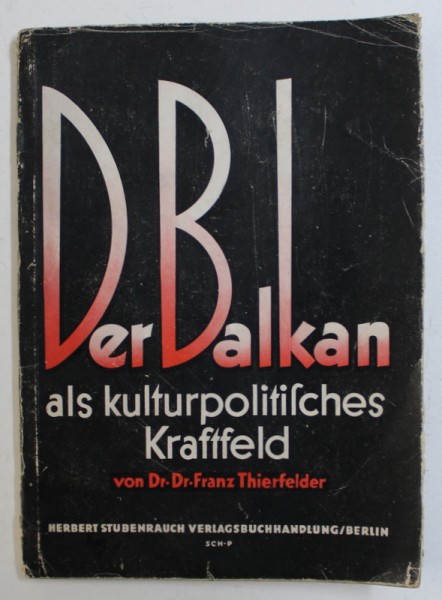 Der Balkan
als kulturpolitiſches
Kraftfeld
von Dr·Dr·Franz Thierfelder
HERBERT STUBENRAUCH VERLAGSBUCHHANDLUNG/BERLIN
SCH-P